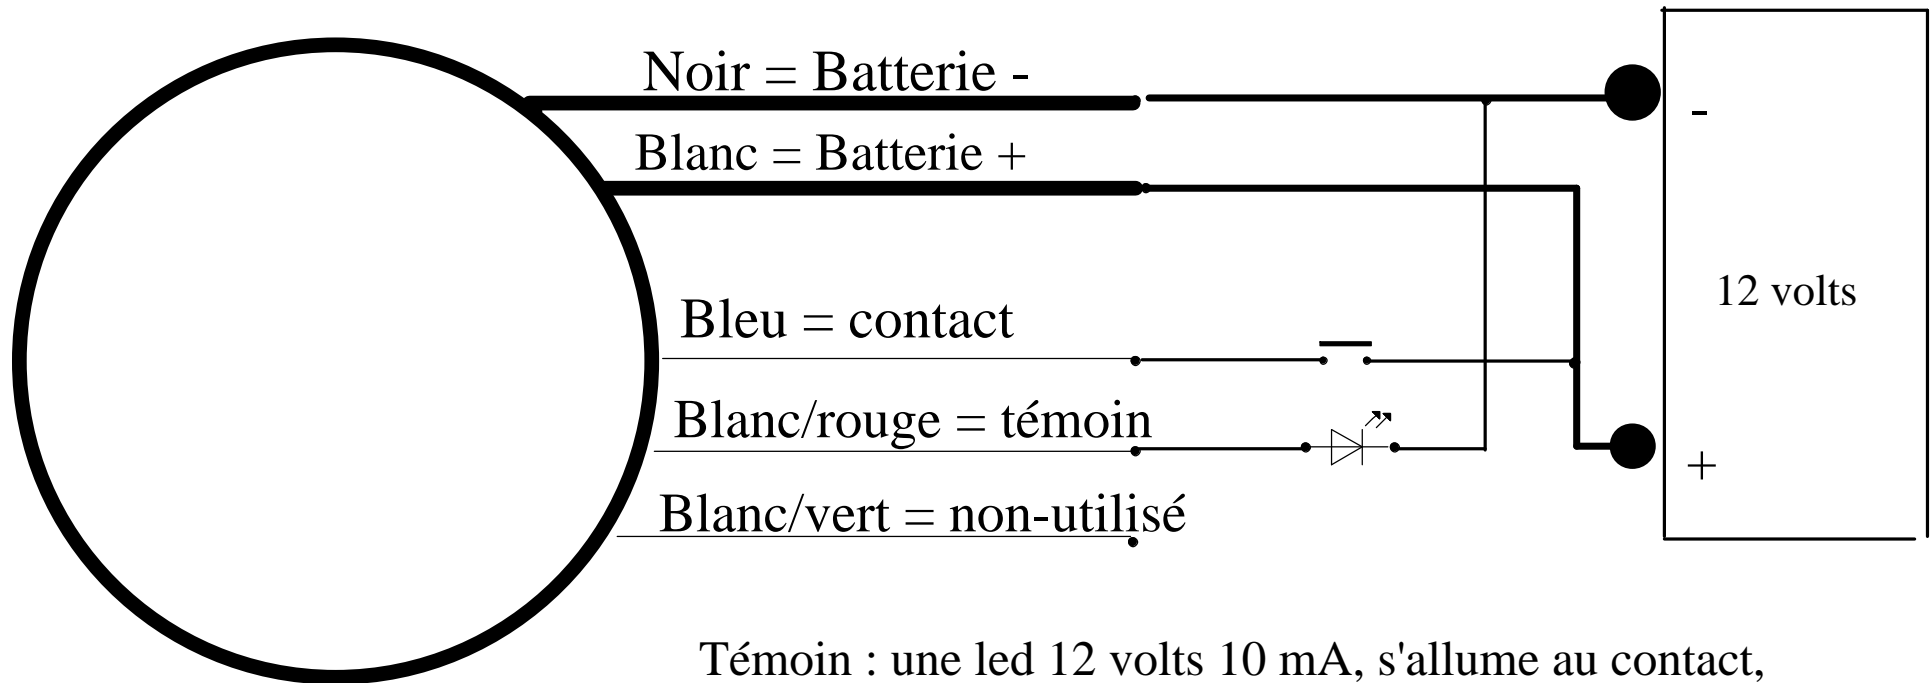 Noir = Batterie -
-
Blanc = Batterie +
12 volts
Bleu = contact
Blanc/rouge = témoin
+
Blanc/vert = non-utilisé
Témoin : une led 12 volts 10 mA, s'allume au contact,